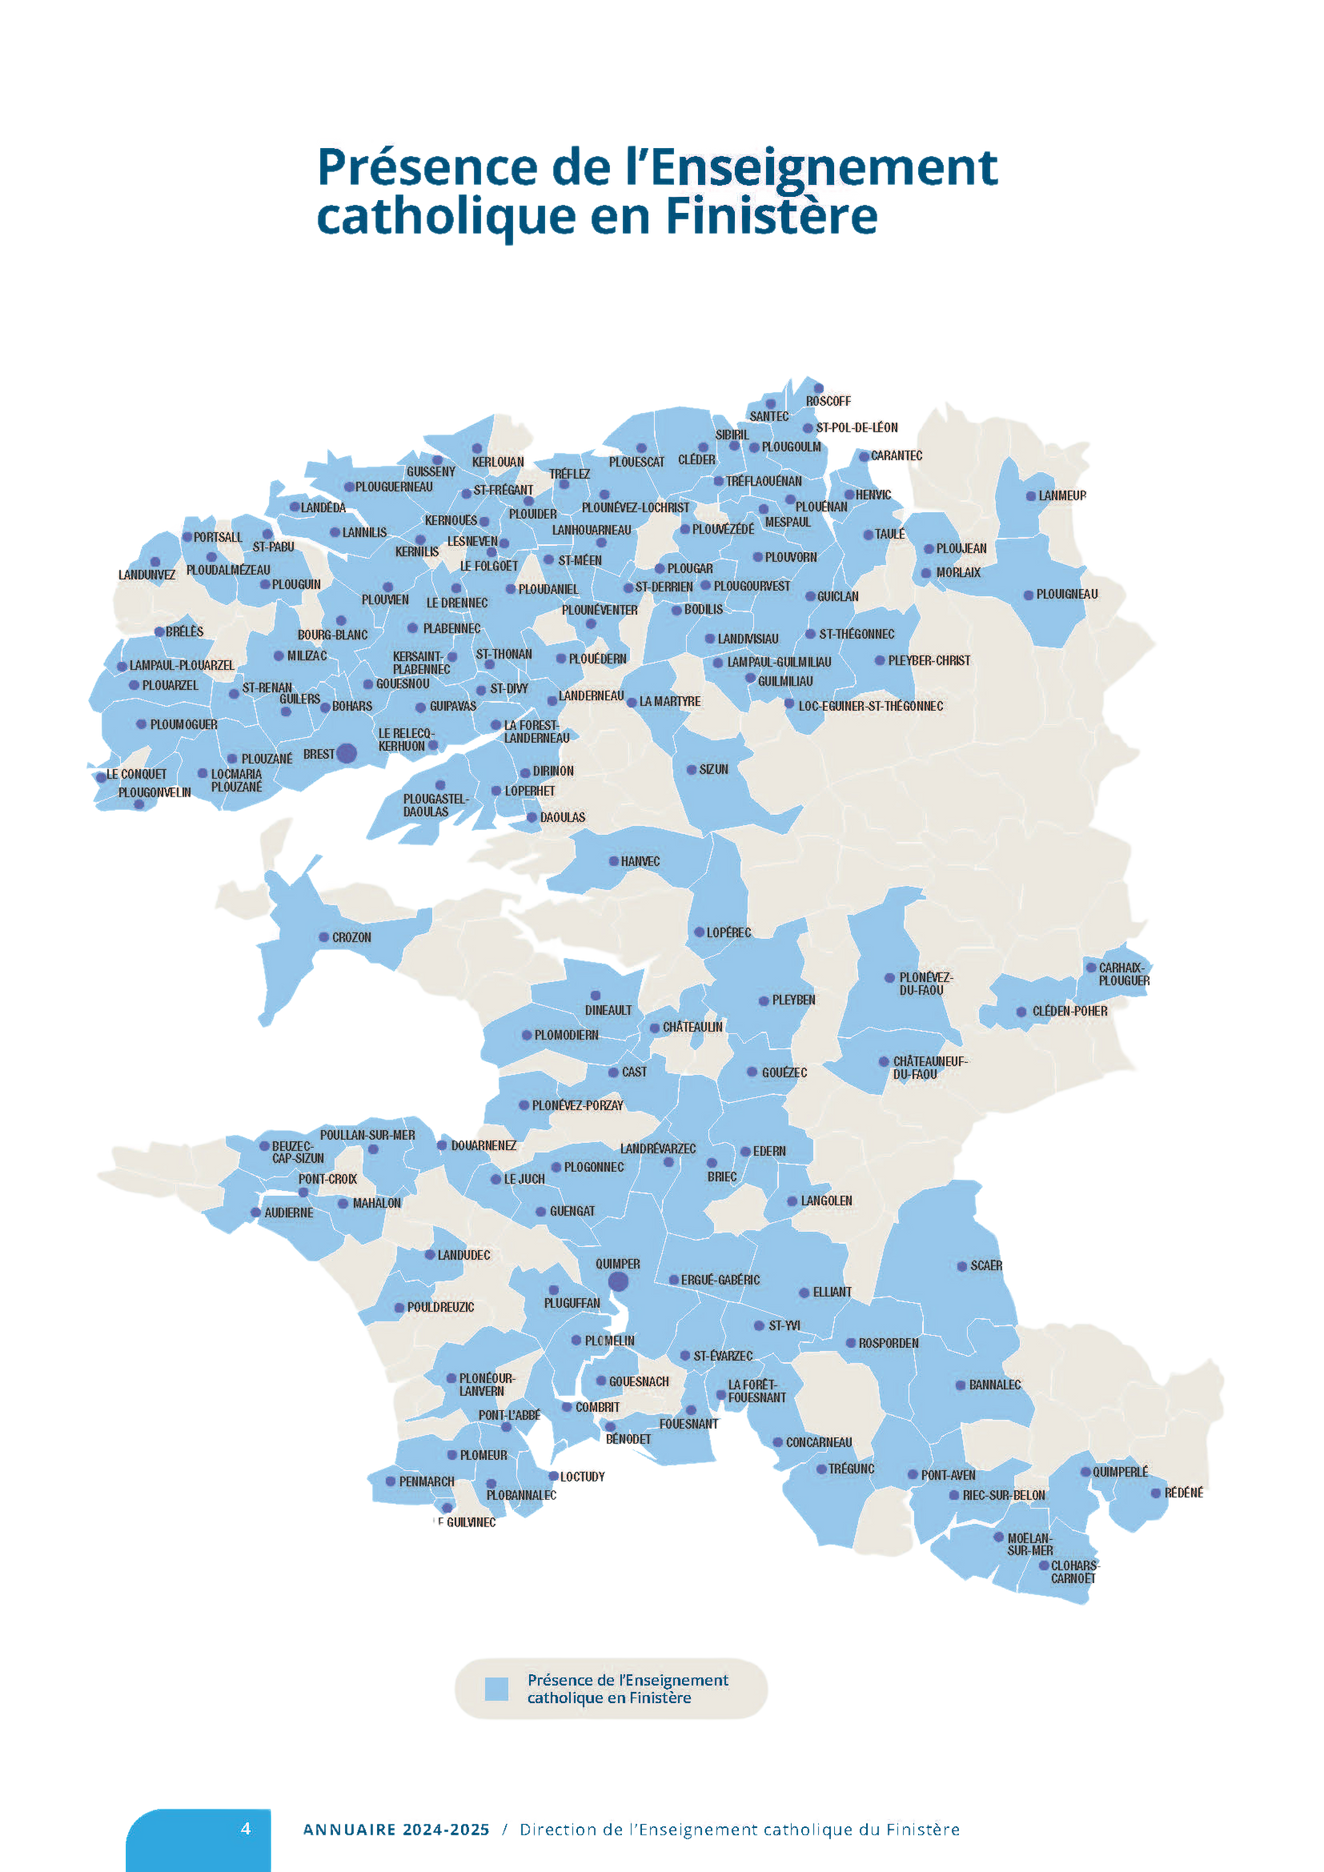 Présence de l'Enseignement
catholique en Finistère
ROSCOFF
SANTEC
ST-POL-DE-LÉON
SIBIRIL
PLOUGOULM
CARANTEC
KERLOUAN
GUISSENY
PLOUESCAT
CLÉDER
TRÉFLEZ
TRÉFLAOUÉNAN
PLOUGUERNEAU
ST-FRÉGANT
HENVIC
LANMEUR
LANDÉDA
PLOUIDER
PLOUNÉVEZ-LOCHRIST
PLOUÉNAN
KERNOUËS
MESPAUL
LANNILIS
LANHOUARNEAU
PLOUVÉZÉDÉ
TAULÉ
PORTSALL
ST-PABU
KERNILIS
LESNEVEN
PLOUJEAN
LE FOLGOËT
ST-MÉEN
PLOUVORN
LANDUNVEZ
PLOUDALMÉZEAU
PLOUGAR
MORLAIX
PLOUGUIN
PLOUVIEN
LE DRENNEC
PLOUDANIEL
ST-DERRIEN
PLOUGOURVEST
GUICLAN
PLOUIGNEAU
PLOUNÉVENTER
BODILIS
BRÉLÈS
BOURG-BLANC
PLABENNEC
LANDIVISIAU
ST-THÉGONNEC
MILIZAC
KERSAINT-
PLABENNEC
ST-THONAN
PLOUÉDERN
LAMPAUL-PLOUARZEL
LAMPAUL-GUILMILIAU
PLEYBER-CHRIST
PLOUARZEL
ST-RENAN
GOUESNOU
ST-DIVY
GUILMILIAU
GUILERS
BOHARS
GUIPAVAS
LANDERNEAU
LA MARTYRE
LOC-EGUINER-ST-THÉGONNEC
PLOUMOGUER
LE RELECQ-
KERHUON
LA FOREST-
LANDERNEAU
PLOUZANÉ
BREST
LE CONQUET
LOCMARIA
PLOUZANÉ
DIRINON
SIZUN
PLOUGONVELIN
PLOUGASTEL-
DAOULAS
LOPERHET
DAOULAS
HANVEC
CROZON
LOPÉREC
CARHAIX-
PLOUGUER
PLONÉVEZ-
DU-FAOU
DINEAULT
PLEYBEN
CLÉDEN-POHER
PLOMODIERN
CHÂTEAULIN
CAST
GOUÉZEC
CHÂTEAUNEUF-
DU-FAOU
PLONÉVEZ-PORZAY
POULLAN-SUR-MER
BEUZEC-
CAP-SIZUN
DOUARNENEZ
LANDRÉVARZEC
EDERN
PONT-CROIX
LE JUCH
PLOGONNEC
BRIEC
AUDIERNE
MAHALON
GUENGAT
LANGOLEN
LANDUDEC
QUIMPER
SCAËR
ERGUÉ-GABÉRIC
ELLIANT
POULDREUZIC
PLUGUFFAN
ST-YVI
PLOMELIN
ROSPORDEN
ST-ÉVARZEC
PLONÉOUR-
LANVERN
GOUESNACH
LA FORÊT-
FOUESNANT
BANNALEC
PONT-L'ABBÉ
COMBRIT
FOUESNANT
BÉNODET
CONCARNEAU
PLOMEUR
LOCTUDY
TRÉGUNC
PONT-AVEN
QUIMPERLÉ
PENMARCH
PLOBANNALEC
RIEC-SUR-BELON
RÉDÉNÉ
LE GUILVINEC
MOËLAN-
SUR-MER
CLOHARS-
CARNOËT
Présence de l'Enseignement
catholique en Finistère
4
ANNUAIRE 2024-2025 / Direction de l'Enseignement catholique du Finistère